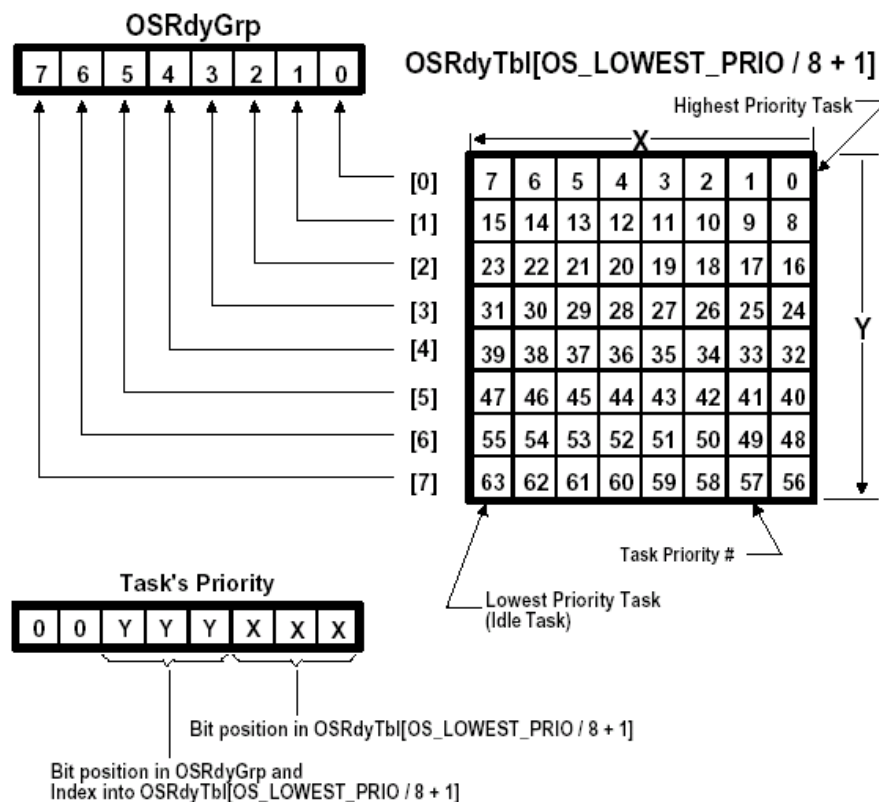 OSRdyGrp
7 6 5 4 3 2 1 0
OSRdyTbl[OS_LOWEST_PRIO / 8 + 1]
Highest Priority Task
X
[0] 7 6 5 4 3 2 1 0
[1] 15 14 13 12 11 10 9 8
[2] 23 22 21 20 19 18 17 16
[3] 31 30 29 28 27 26 25 24
[4] 39 38 37 36 35 34 33 32
[5] 47 46 45 44 43 42 41 40
[6] 55 54 53 52 51 50 49 48
[7] 63 62 61 60 59 58 57 56
Y
Task Priority #
Lowest Priority Task
(Idle Task)
Task's Priority
0 0 Y Y Y X X X
Bit position in OSRdyTbl[OS_LOWEST_PRIO / 8 + 1]
Bit position in OSRdyGrp and
Index into OSRdyTbl[OS_LOWEST_PRIO / 8 + 1]